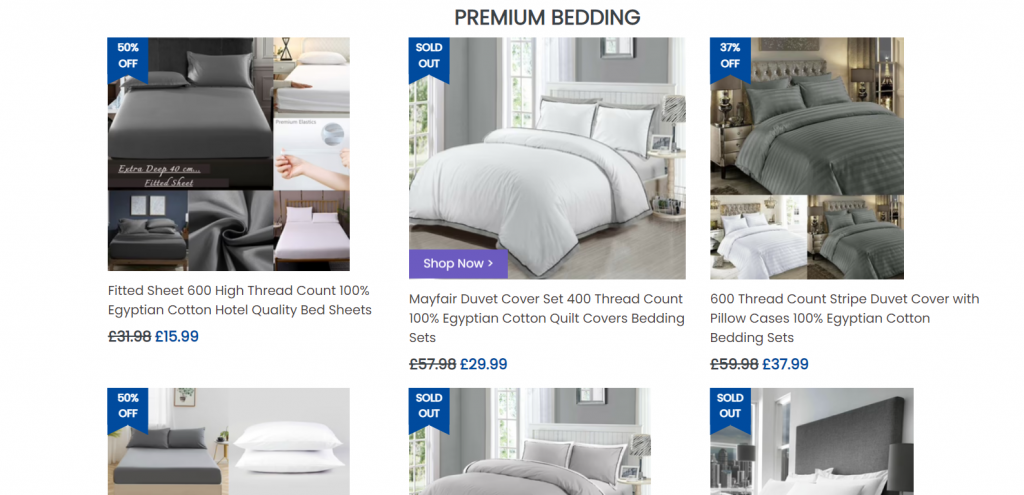 PREMIUM BEDDING
50%
OFF
Premium Elastics
Extra Deep 40 cm...
Fitted Sheet
Fitted Sheet 600 High Thread Count 100%
Egyptian Cotton Hotel Quality Bed Sheets
£31.98 £15.99
SOLD
OUT
Shop Now >
Mayfair Duvet Cover Set 400 Thread Count
100% Egyptian Cotton Quilt Covers Bedding
Sets
£57.98 £29.99
37%
OFF
600 Thread Count Stripe Duvet Cover with
Pillow Cases 100% Egyptian Cotton
Bedding Sets
£59.98 £37.99
50%
OFF
SOLD
OUT
SOLD
OUT